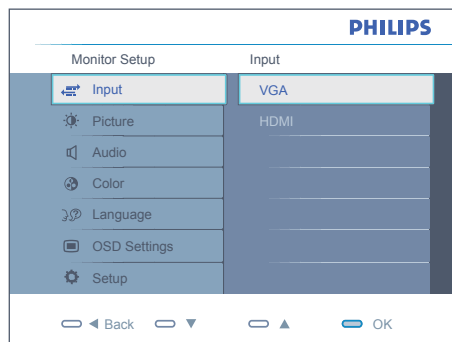 PHILIPS
Monitor Setup Input
Input VGA
Picture HDMI
Audio
Color
Language
OSD Settings
Setup
Back OK